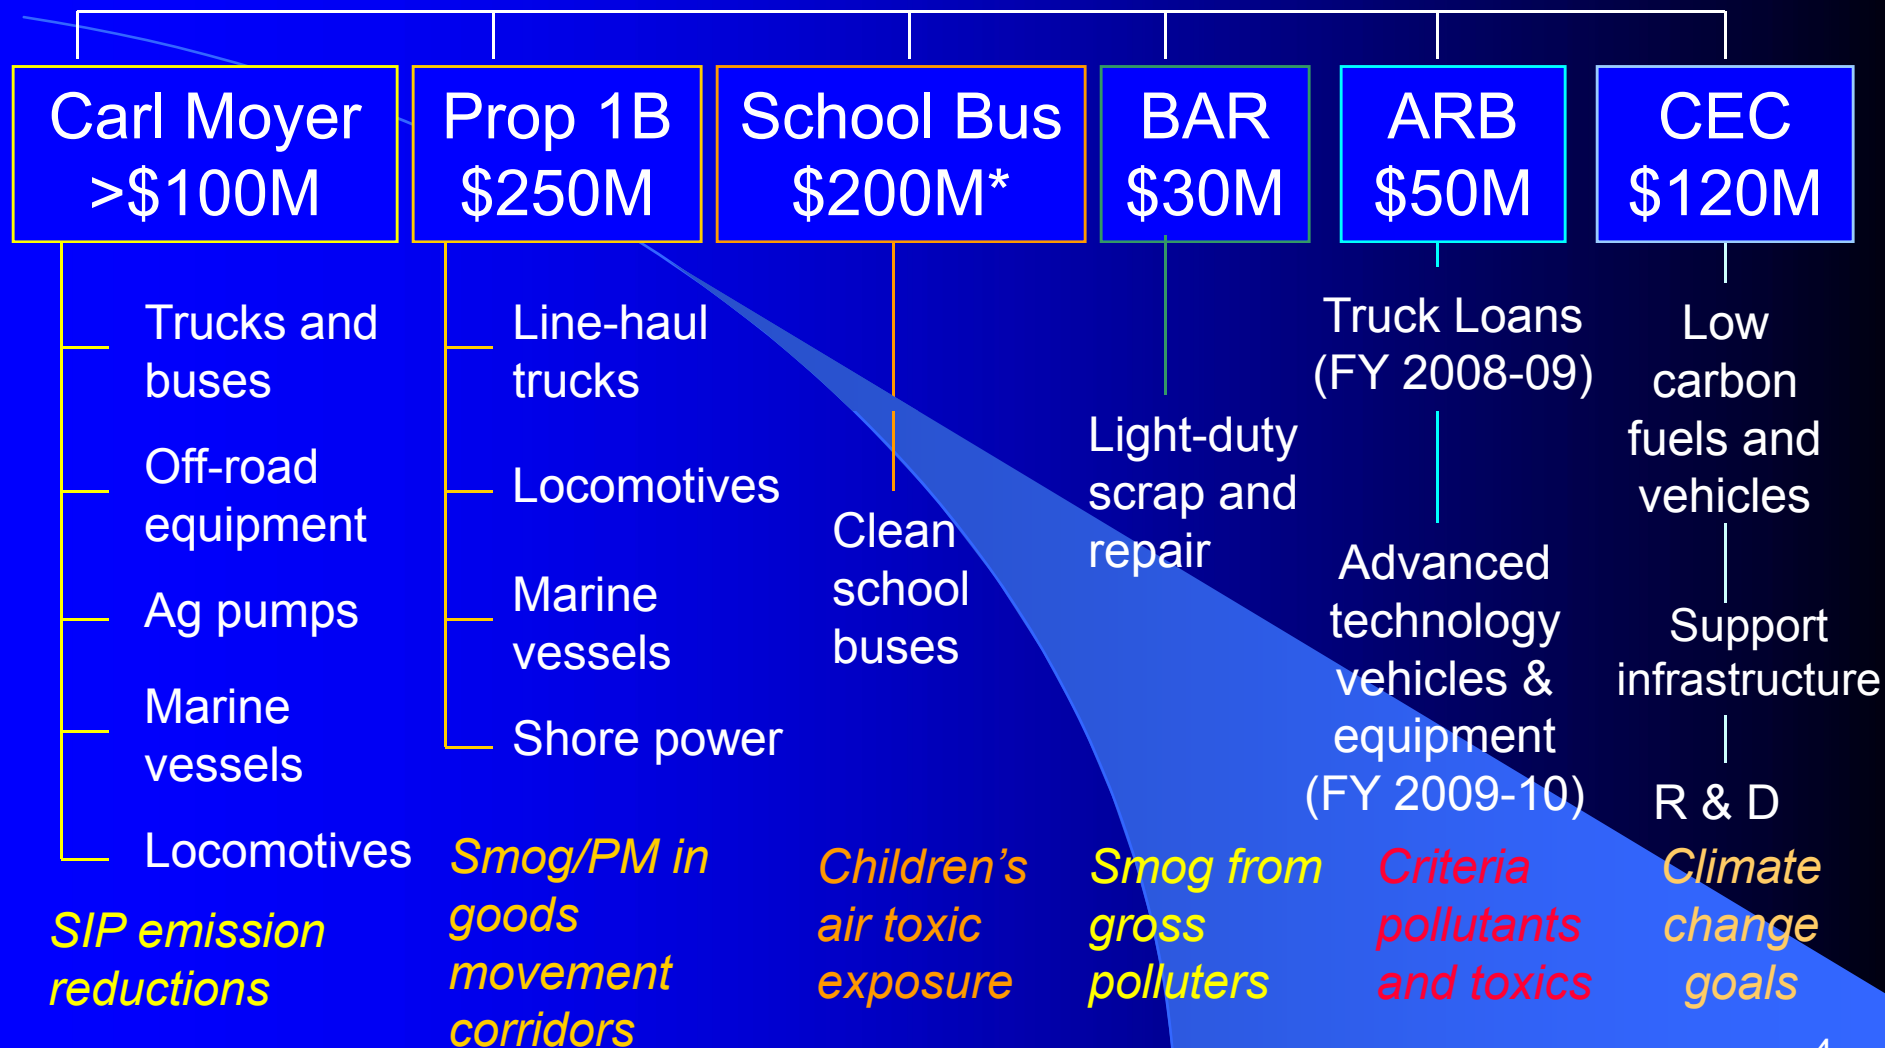 Carl Moyer
>$100M
Prop 1B
$250M
School Bus
$200M*
BAR
$30M
ARB
$50M
CEC
$120M
Trucks and
buses
Off-road
equipment
Ag pumps
Marine
vessels
Locomotives
SIP emission
reductions
Line-haul
trucks
Locomotives
Marine
vessels
Shore power
Smog/PM in
goods
movement
corridors
Clean
school
buses
Children’s
air toxic
exposure
Light-duty
scrap and
repair
Smog from
gross
polluters
Truck Loans
(FY 2008-09)
Advanced
technology
vehicles &
equipment
(FY 2009-10)
Criteria
pollutants
and toxics
Low
carbon
fuels and
vehicles
Support
infrastructure
R & D
Climate
change
goals